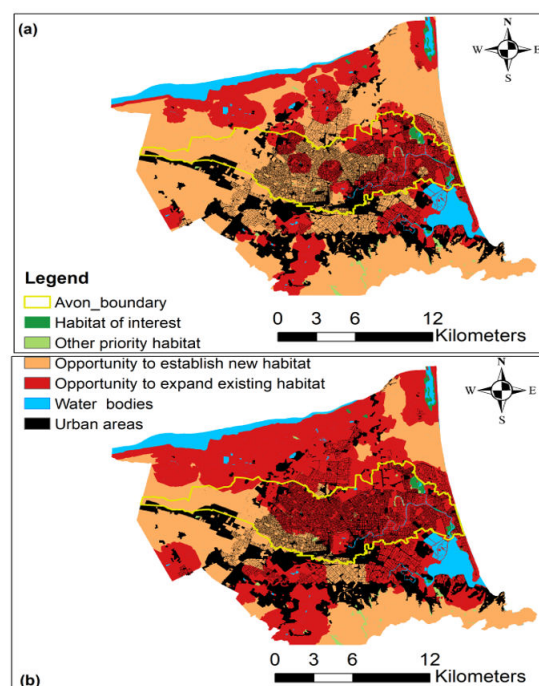 (a)
N
W E
S
Legend
Avon_boundary
Habitat of interest
Other priority habitat
Opportunity to establish new habitat
Opportunity to expand existing habitat
Water bodies
Urban areas
0 3 6 12
Kilometers
N
W E
S
0 3 6 12
Kilometers
(b)